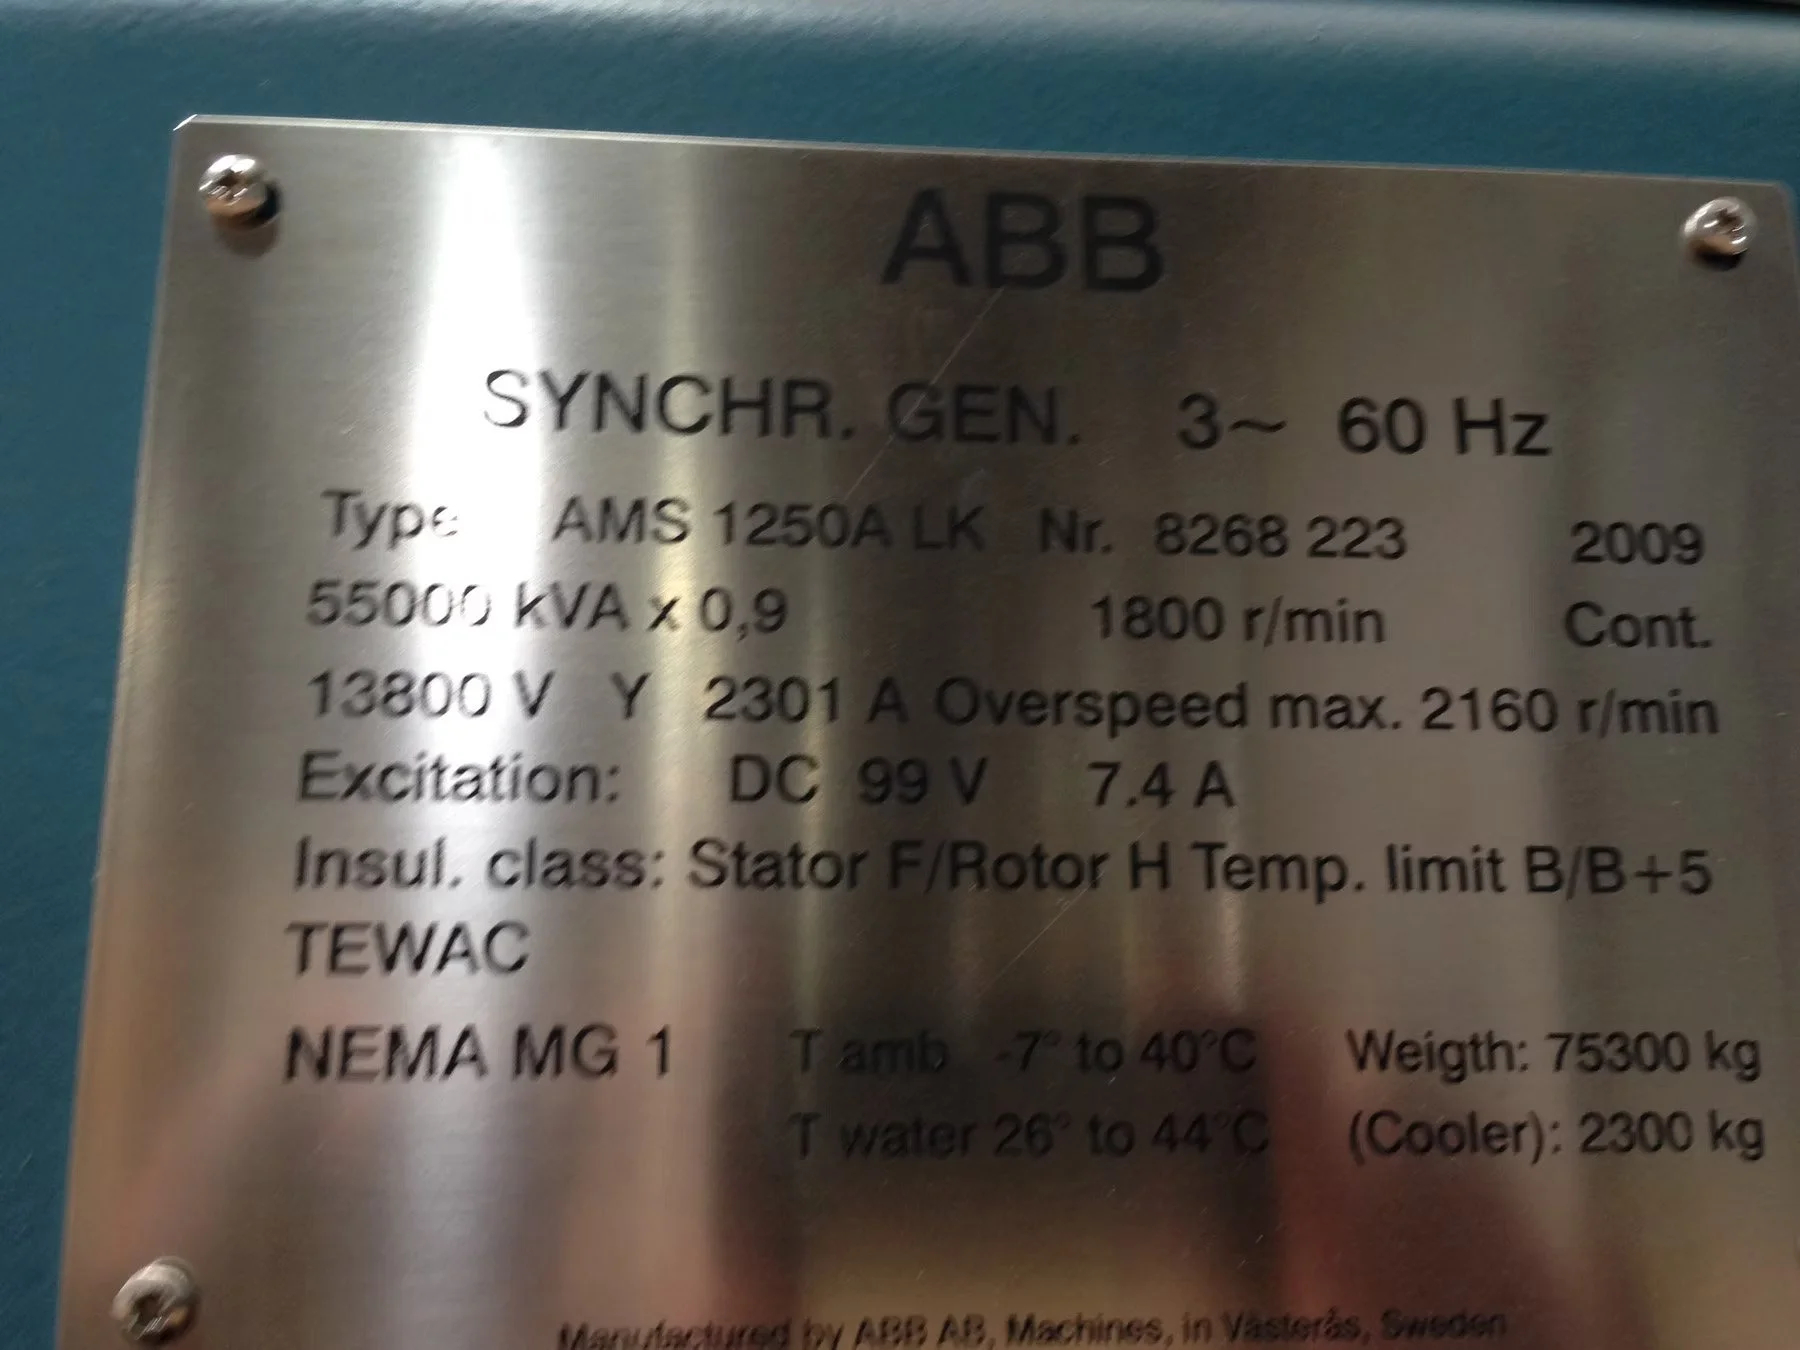 ABB
SYNCHR. GEN. 3~ 60 Hz
Type AMS 1250A LK Nr. 8268 223 2009
55000 kVA x 0,9 1800 r/min Cont.
13800 V Y 2301 A Overspeed max. 2160 r/min
Excitation: DC 99 V 7.4 A
Insul. class: Stator F/Rotor H Temp. limit B/B+5
TEWAC
NEMA MG 1 T amb -7° to 40°C Weigth: 75300 kg
T water 26° to 44°C (Cooler): 2300 kg
Manufactured by ABB AB, Machines, in Västerås, Sweden